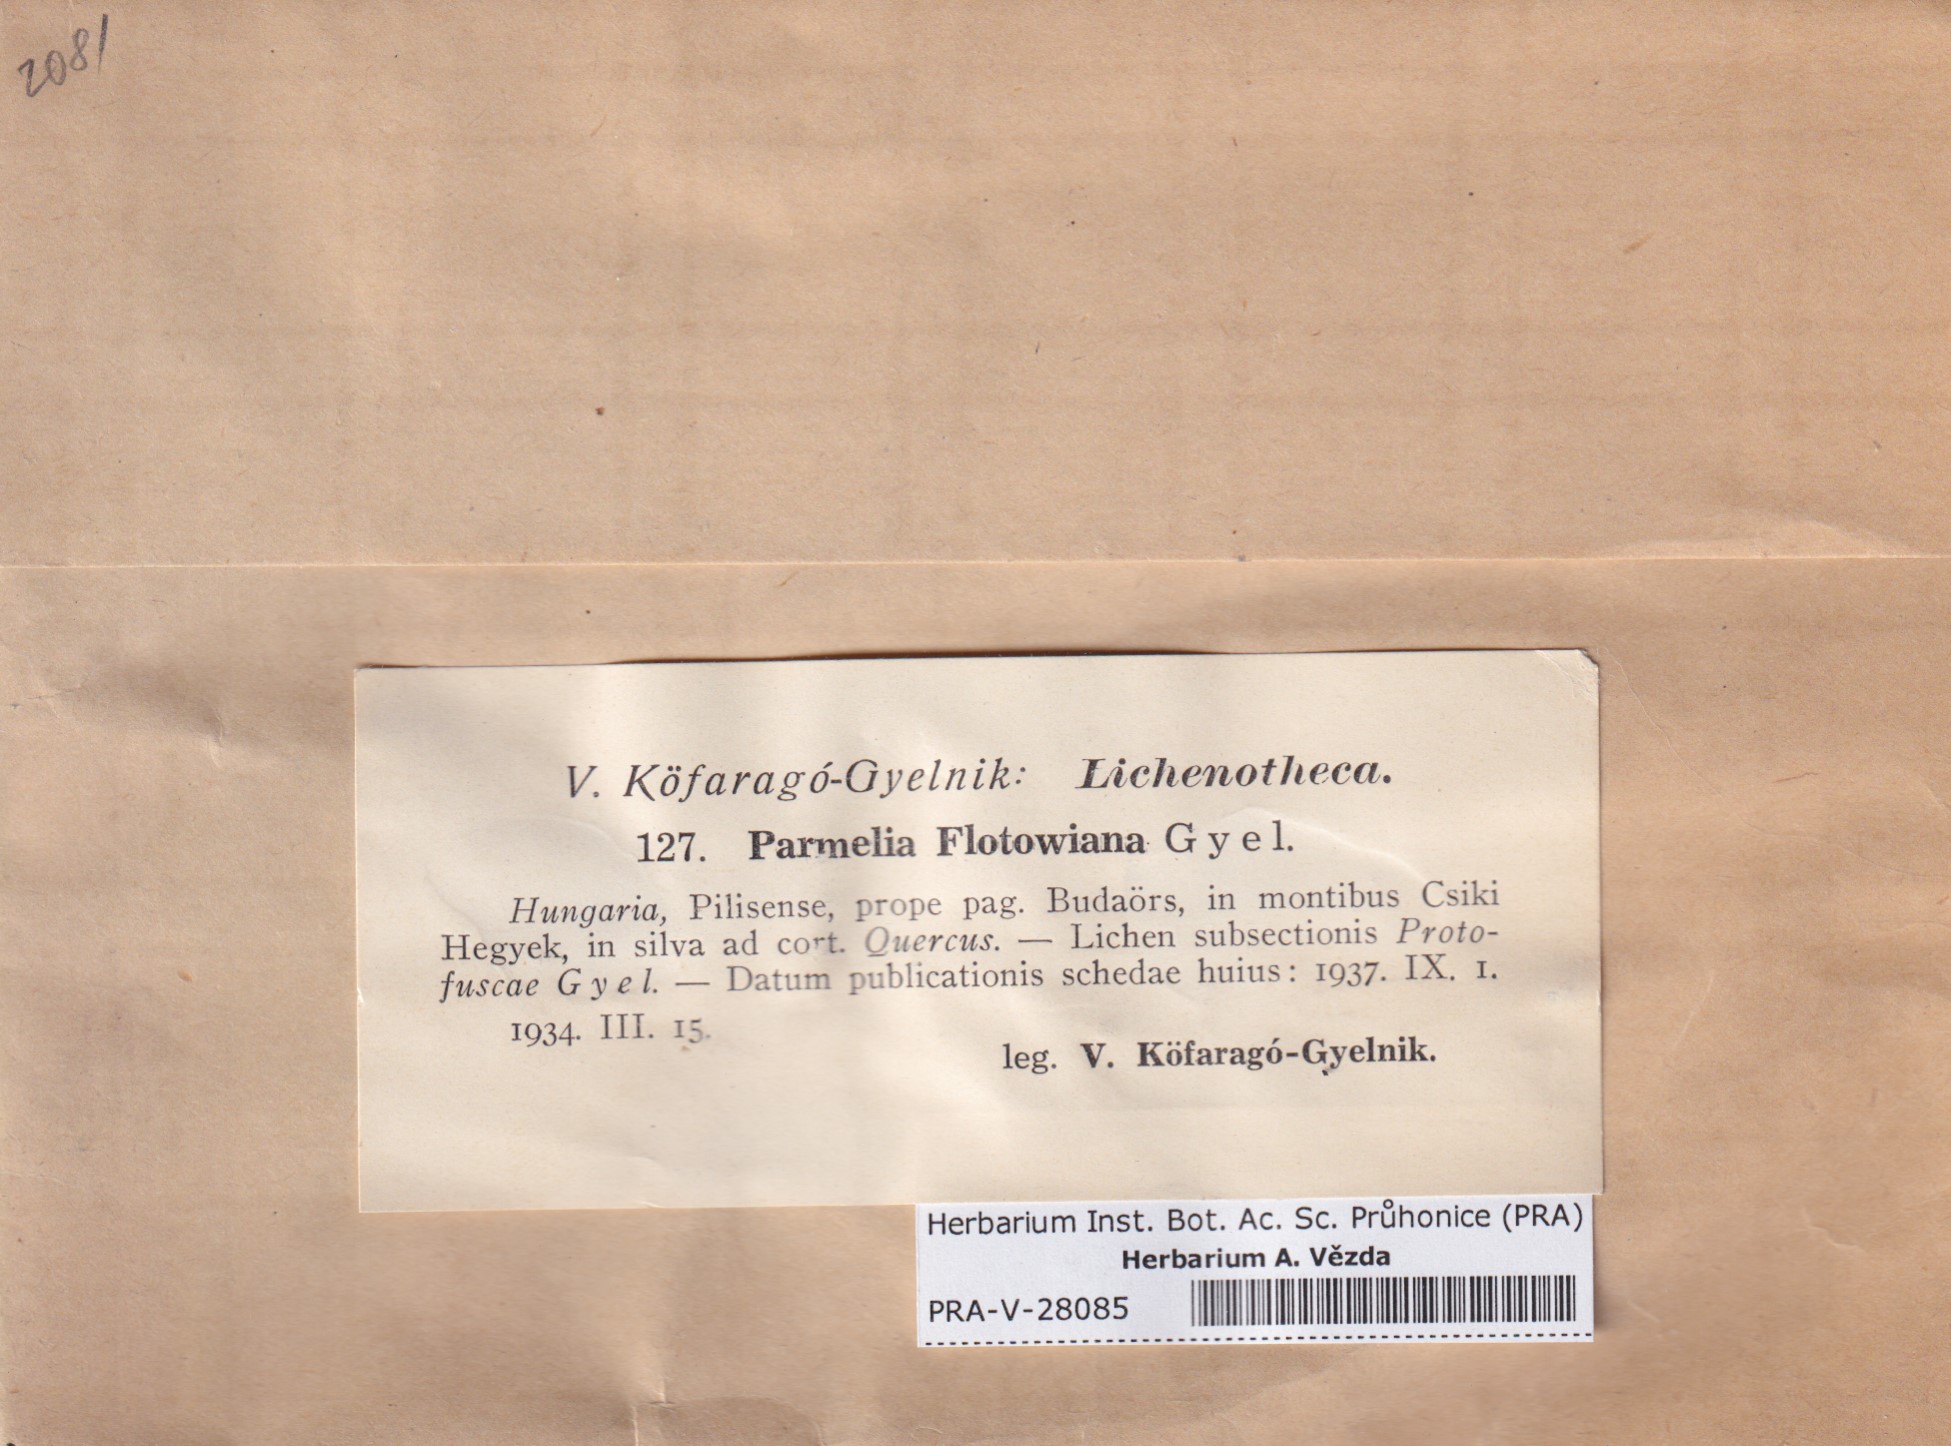 2081
V. Köfaragó-Gyelnik: Lichenotheca.
127. Parmelia Flotowiana Gyel.
Hungaria, Pilisense, prope pag. Budaörs, in montibus Csiki
Hegyek, in silva ad cort. Quercus. — Lichen subsectionis Proto-
fuscae Gyel. — Datum publicationis schedae huius: 1937. IX. 1.
1934. III. 15.
leg. V. Köfaragó-Gyelnik.
Herbarium Inst. Bot. Ac. Sc. Průhonice (PRA)
Herbarium A. Vězda
PRA-V-28085